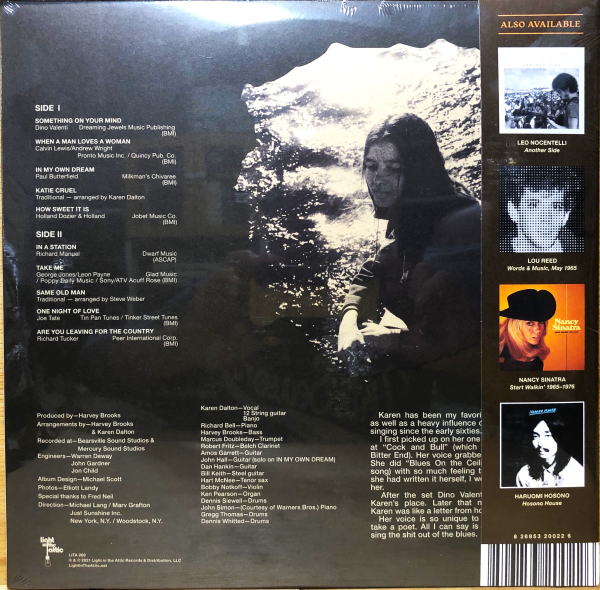 SIDE I
SOMETHING ON YOUR MIND
Dino Valenti Dreaming Jewels Music Publishing
(BMI)
WHEN A MAN LOVES A WOMAN
Calvin Lewis/Andrew Wright
Pronto Music Inc. / Quincy Pub. Co.
(BMI)
IN MY OWN DREAM
Paul Butterfield Milkman's Chivaree
(BMI)
KATIE CRUEL
Traditional — arranged by Karen Dalton
HOW SWEET IT IS
Holland Dozier & Holland Jobet Music Co.
(BMI)
SIDE II
IN A STATION
Richard Manuel Dwarf Music
(ASCAP)
TAKE ME
George Jones/Leon Payne Glad Music
/ Poppy Daily Music / Sony/ATV Acuff Rose (BMI)
SAME OLD MAN
Traditional — arranged by Steve Weber
ONE NIGHT OF LOVE
Joe Tate Tin Pan Tunes / Tinker Street Tunes
(BMI)
ARE YOU LEAVING FOR THE COUNTRY
Richard Tucker Peer International Corp.
(BMI)
Produced by—Harvey Brooks
Arrangements by—Harvey Brooks
& Karen Dalton
Recorded at—Bearsville Sound Studios &
Mercury Sound Studios
Engineers—Warren Dewey
John Gardner
Jon Child
Album Design—Michael Scott
Photos—Elliott Landy
Special thanks to Fred Neil
Direction—Michael Lang / Marv Grafton
Just Sunshine Inc.
New York, N.Y. / Woodstock, N.Y.
light in the attic
LITA 200
℗ & © 2021 Light in the Attic Records & Distribution, LLC
LightInTheAttic.net
Karen Dalton—Vocal
12 String guitar
Banjo
Richard Bell—Piano
Harvey Brooks—Bass
Marcus Doubleday—Trumpet
Robert Fritz—Belch Clarinet
Amos Garrett—Guitar
John Hall—Guitar (solo on IN MY OWN DREAM)
Dan Hankin—Guitar
Bill Keith—Steel guitar
Hart McNee—Tenor sax
Bobby Notkoff—Violin
Ken Pearson—Organ
Dennis Siewell—Drums
John Simon—(Courtesy of Warners Bros.) Piano
Gregg Thomas—Drums
Dennis Whitted—Drums
Karen has been my favori
as well as a heavy influence
singing since the early sixties.
I first picked up on her one
at "Cock and Bull" (which
Bitter End). Her voice grabbe
She did "Blues On the Ceil
song) with so much feeling t
she had written it herself, I w
her.
After the set Dino Valent
Karen's place. Later that n
Karen was like a letter from ho
Her voice is so unique to
take a poet. All I can say is
sing the shit out of the blues.
ALSO AVAILABLE
LEO NOCENTELLI
Another Side
LOU REED
Words & Music, May 1965
Nancy
Sinatra
NANCY SINATRA
Start Walkin' 1965–1976
HOSONO HOUSE
HARUOMI HOSONO
Hosono House
8 26853 20022 6